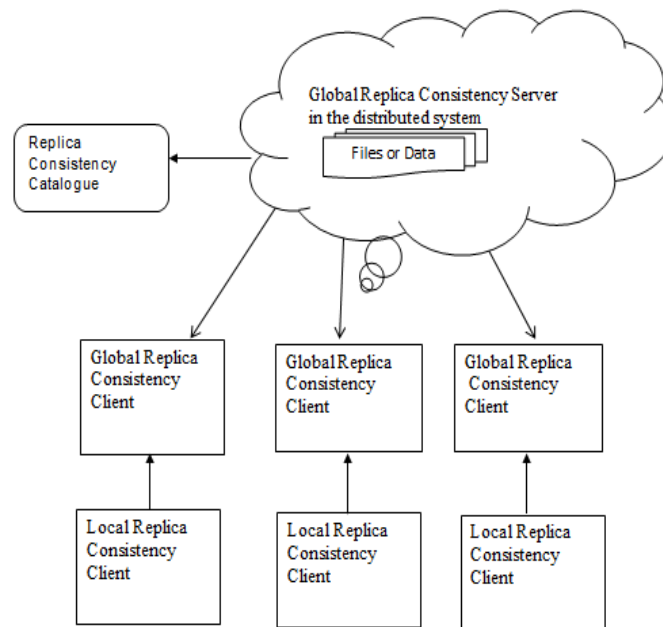 Global Replica Consistency Server
in the distributed system
Files or Data
Replica
Consistency
Catalogue
Global Replica
Consistency
Client
Global Replica
Consistency
Client
Global Replica
Consistency
Client
Local Replica
Consistency
Client
Local Replica
Consistency
Client
Local Replica
Consistency
Client